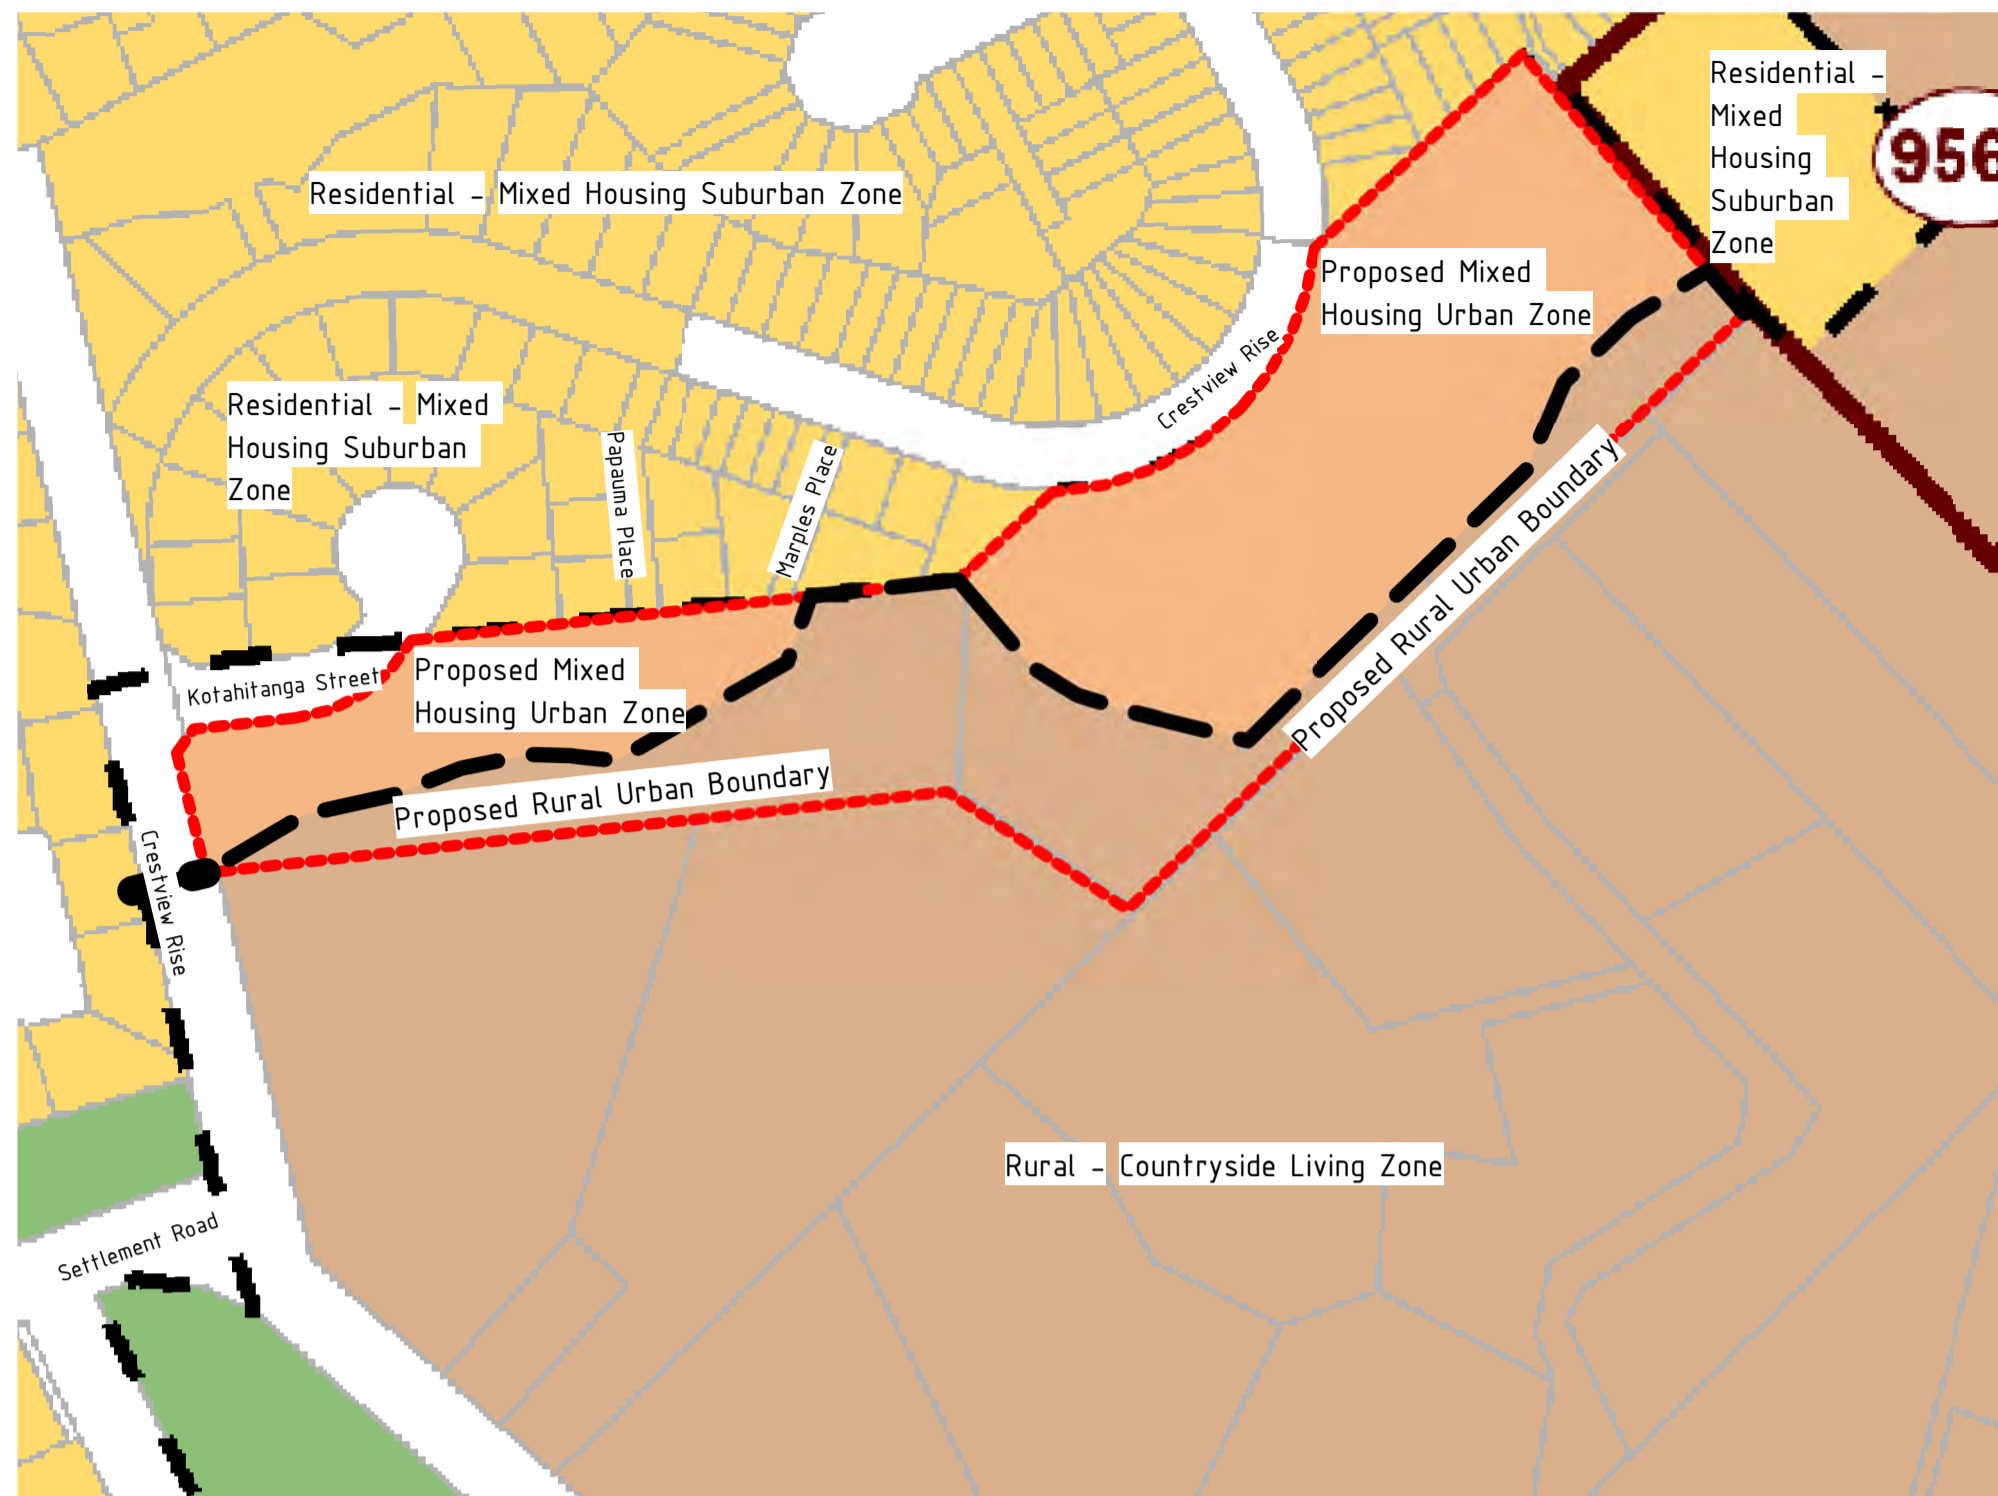 Residential -
Mixed
Housing
Suburban
Zone
956
Residential - Mixed Housing Suburban Zone
Proposed Mixed
Housing Urban Zone
Crestview Rise
Residential - Mixed
Housing Suburban
Zone
Papauma Place
Marples Place
Proposed Rural Urban Boundary
Kotahitanga Street
Proposed Mixed
Housing Urban Zone
Proposed Rural Urban Boundary
Crestview Rise
Rural - Countryside Living Zone
Settlement Road